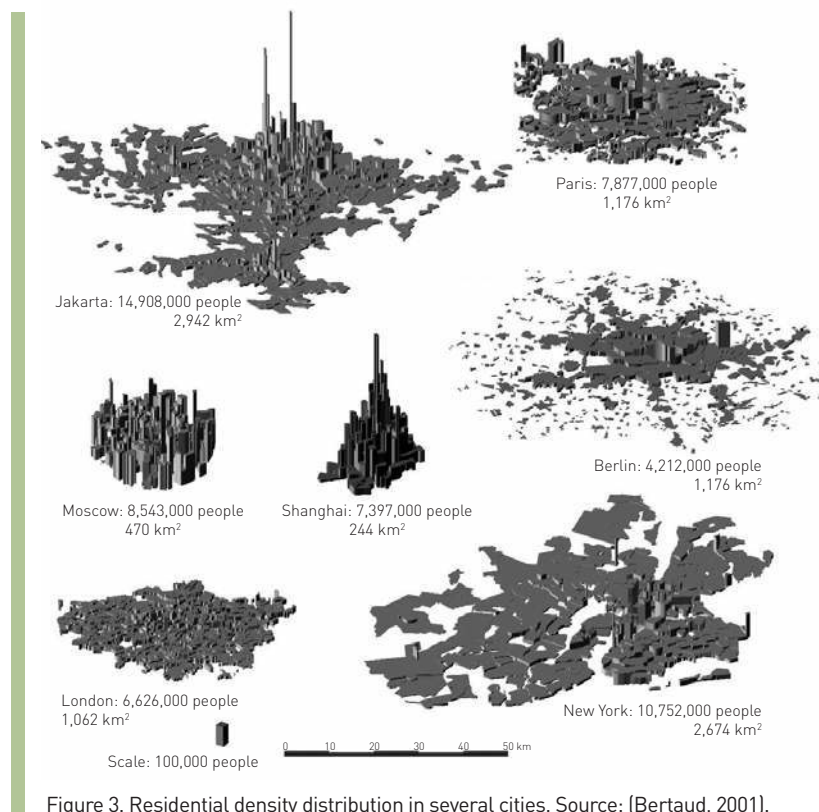 Paris: 7,877,000 people
1,176 km²
Jakarta: 14,908,000 people
2,942 km²
Berlin: 4,212,000 people
1,176 km²
Moscow: 8,543,000 people
470 km²
Shanghai: 7,397,000 people
244 km²
London: 6,626,000 people
1,062 km²
New York: 10,752,000 people
2,674 km²
Scale: 100,000 people
0 10 20 30 40 50 km
Figure 3. Residential density distribution in several cities. Source: (Bertaud, 2001).